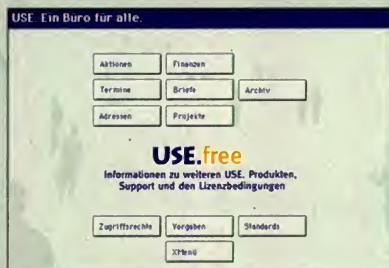 USE. Ein Büro für alle.
Aktionen Finanzen
Termine Briefe Archiv
Adressen Projekte
USE.free
Informationen zu weiteren USE. Produkten,
Support und den Lizenzbedingungen
Zugriffsrechte Vorgaben Standards
XMenü